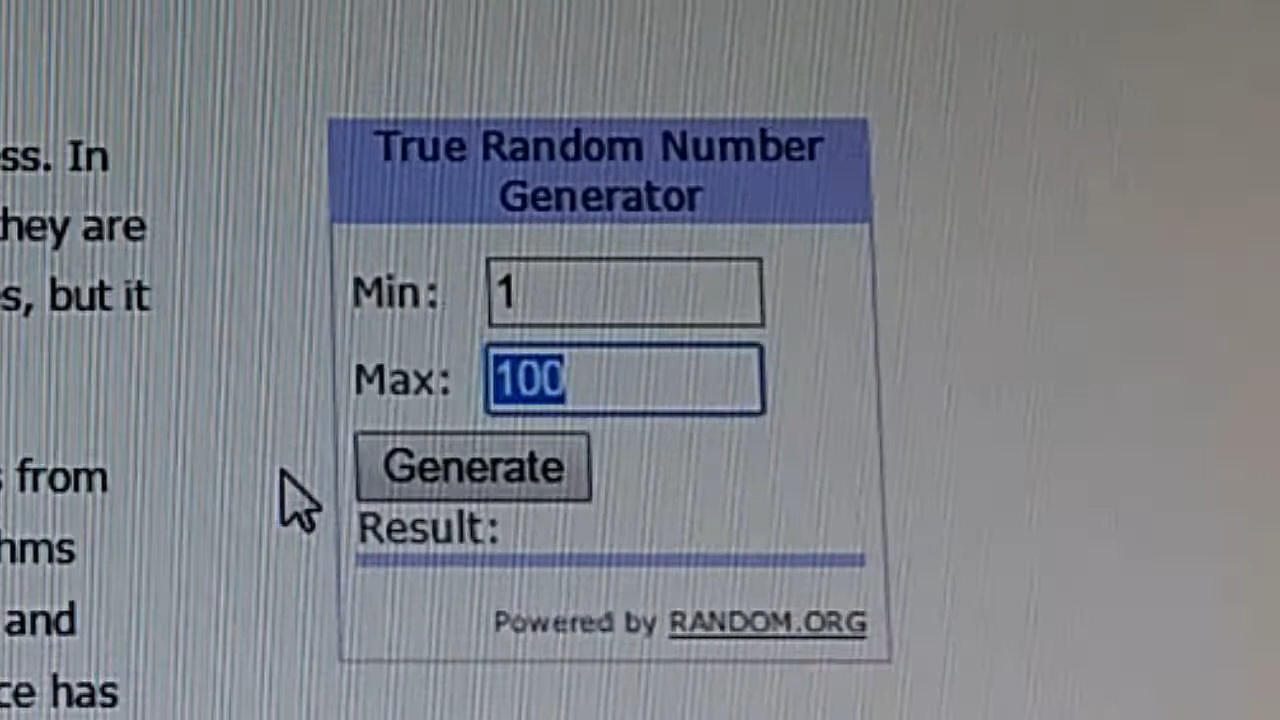 ss. In
hey are
s, but it
from
hms
and
ce has
True Random Number
Generator
Min: 1
Max: 100
Generate
Result:
Powered by RANDOM.ORG